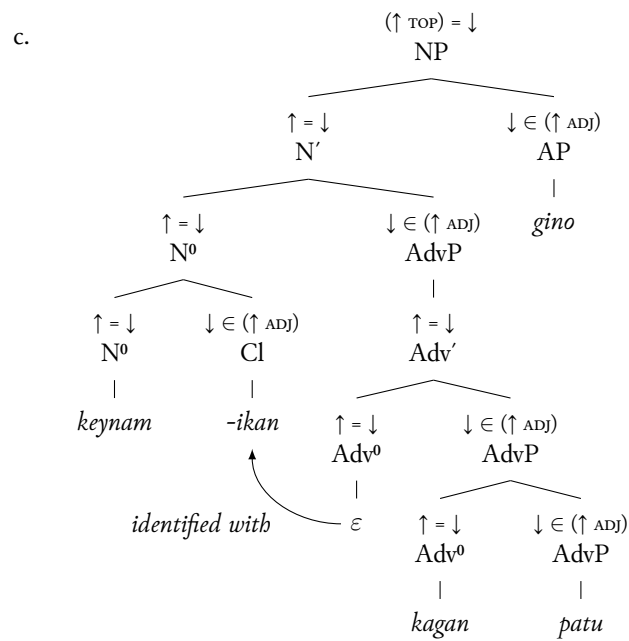 c.
(↑ TOP) = ↓
NP
↑ = ↓ ↓ ∈ (↑ ADJ)
N′ AP
↑ = ↓ ↓ ∈ (↑ ADJ) gino
N⁰ AdvP
↑ = ↓ ↓ ∈ (↑ ADJ) ↑ = ↓
N⁰ Cl Adv′
keynam -ikan ↑ = ↓ ↓ ∈ (↑ ADJ)
Adv⁰ AdvP
identified with ε ↑ = ↓ ↓ ∈ (↑ ADJ)
Adv⁰ AdvP
kagan patu